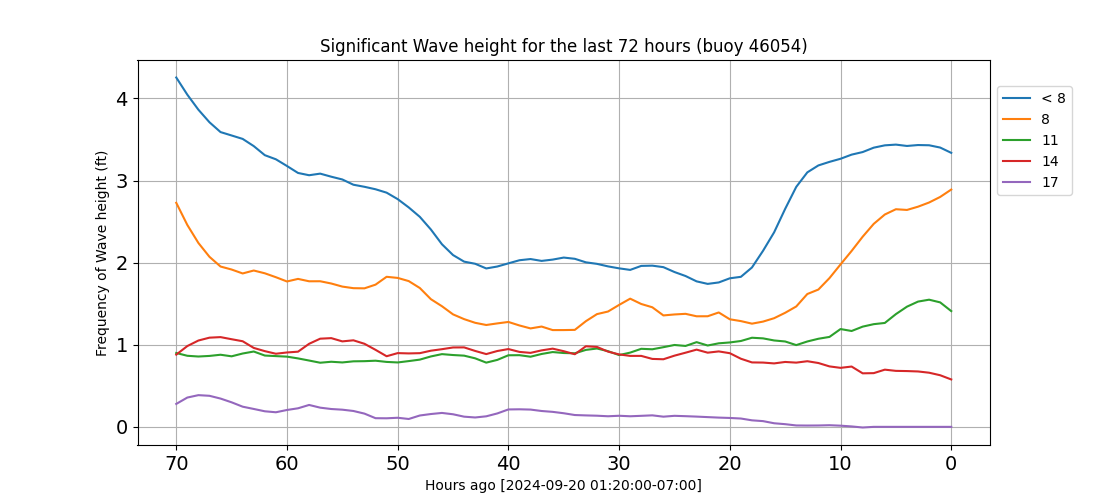 Significant Wave height for the last 72 hours (buoy 46054)
Frequency of Wave height (ft)
4
3
2
1
0
70 60 50 40 30 20 10 0
Hours ago [2024-09-20 01:20:00-07:00]
< 8
8
11
14
17